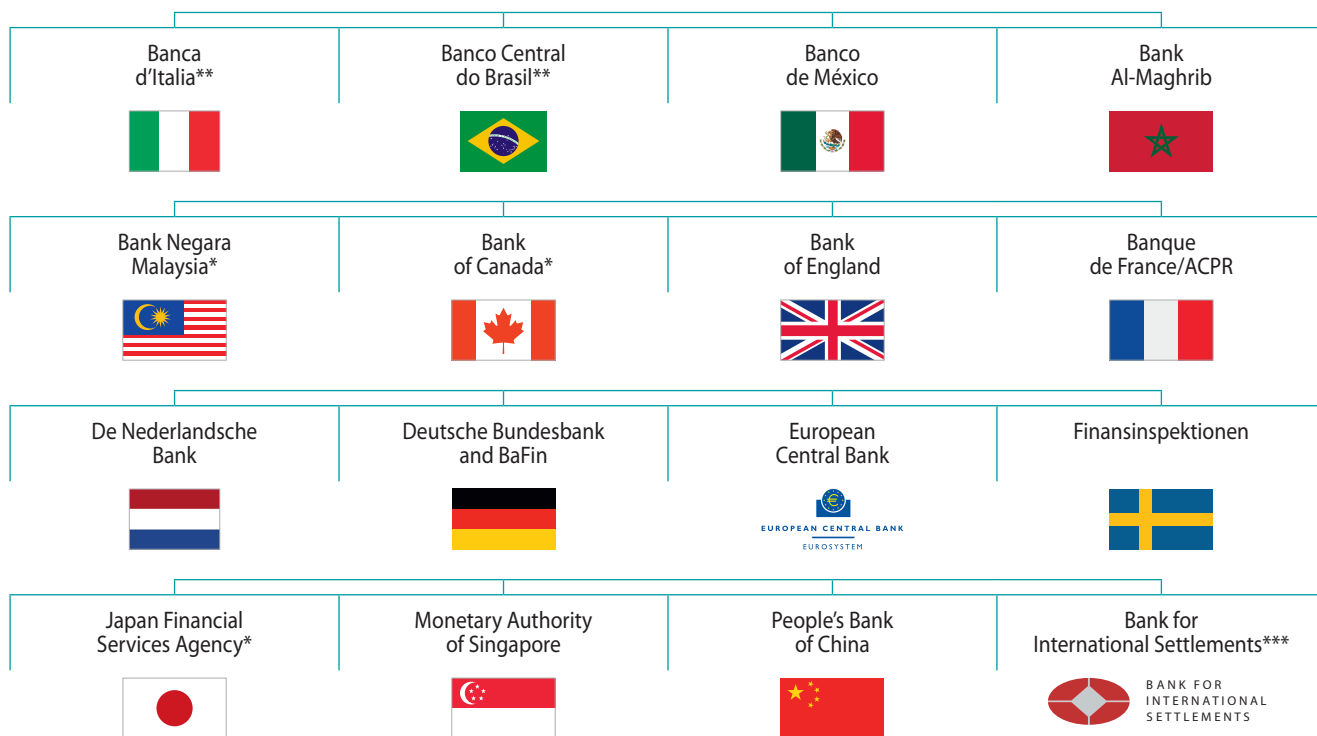 Banca
d'Italia**
Banco Central
do Brasil**
Banco
de México
Bank
Al-Maghrib
Bank Negara
Malaysia*
Bank
of Canada*
Bank
of England
Banque
de France/ACPR
De Nederlandsche
Bank
Deutsche Bundesbank
and BaFin
European
Central Bank
EUROPEAN CENTRAL BANK
EUROSYSTEM
Finansinspektionen
Japan Financial
Services Agency*
Monetary Authority
of Singapore
People's Bank
of China
Bank for
International Settlements***
BANK FOR
INTERNATIONAL
SETTLEMENTS